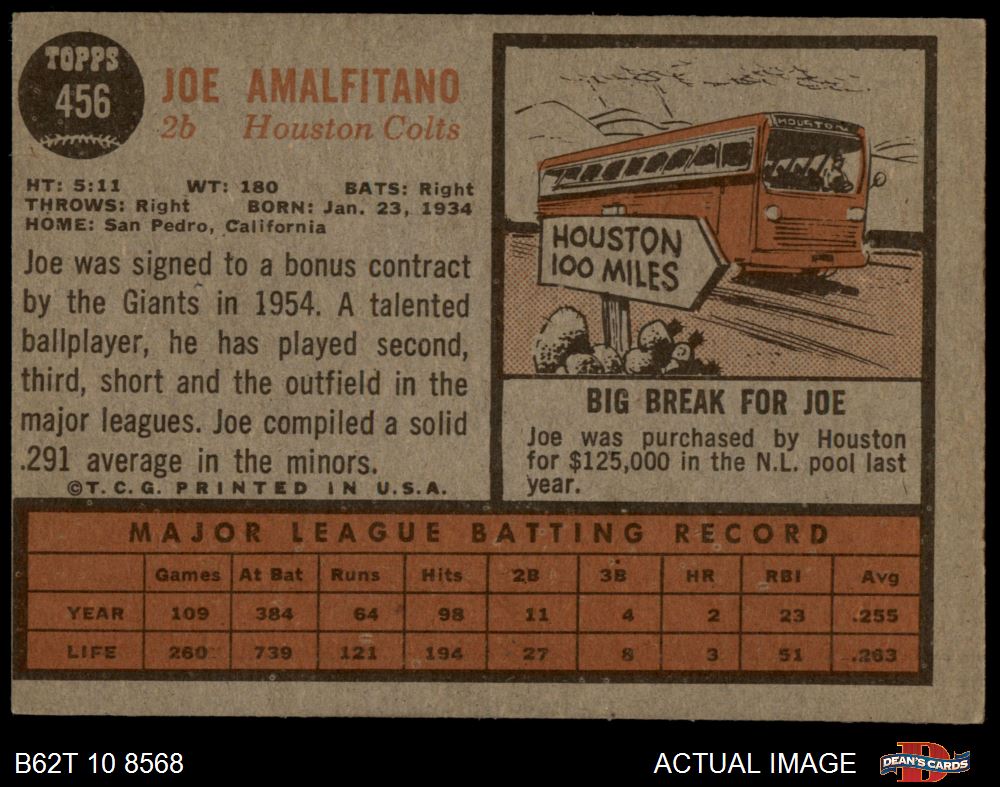 TOPPS
456
JOE AMALFITANO
2b Houston Colts
HT: 5:11 WT: 180 BATS: Right
THROWS: Right BORN: Jan. 23, 1934
HOME: San Pedro, California
Joe was signed to a bonus contract
by the Giants in 1954. A talented
ballplayer, he has played second,
third, short and the outfield in the
major leagues. Joe compiled a solid
.291 average in the minors.
©T.C.G. PRINTED IN U.S.A.
HOUSTON
HOUSTON
100 MILES
BIG BREAK FOR JOE
Joe was purchased by Houston
for $125,000 in the N.L. pool last
year.
MAJOR LEAGUE BATTING RECORD
Games At Bat Runs Hits 2B 3B HR RBI Avg
YEAR 109 384 64 98 11 4 2 23 .255
LIFE 260 739 121 194 27 8 3 51 .263
B62T 10 8568
ACTUAL IMAGE
D
DEAN'S CARDS